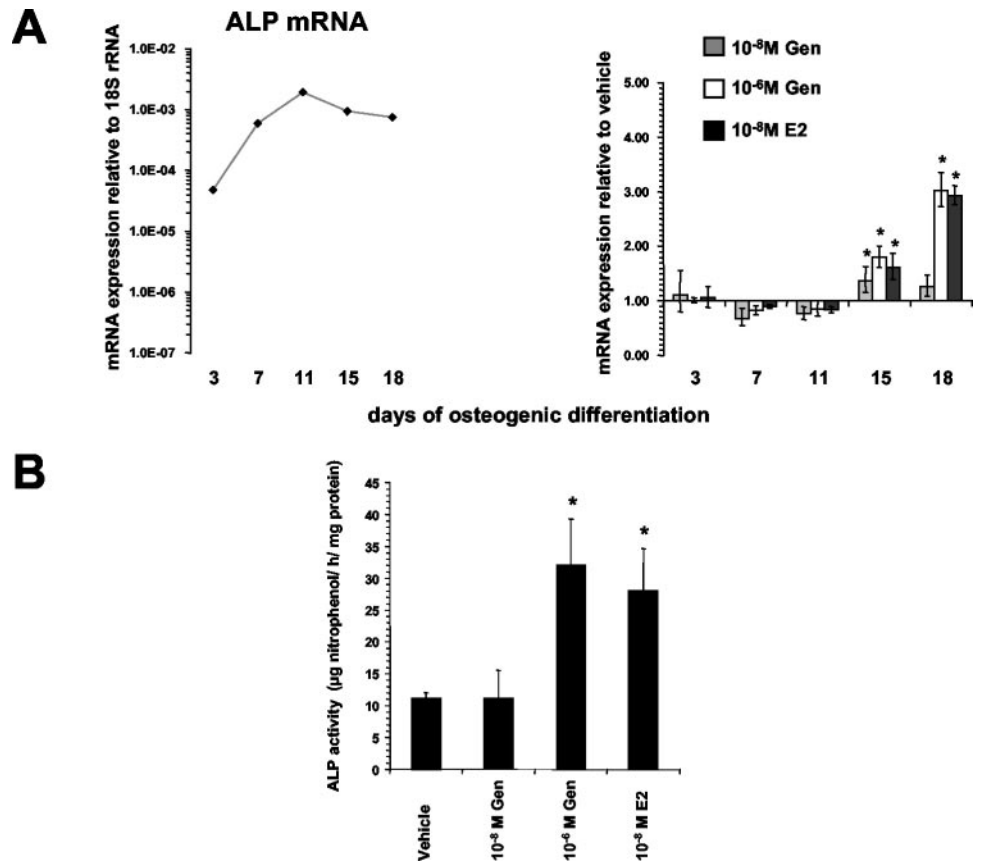 A
ALP mRNA
mRNA expression relative to 18S rRNA
1.0E-02
1.0E-03
1.0E-04
1.0E-05
1.0E-06
1.0E-07
3 7 11 15 18
10⁻⁸M Gen
10⁻⁶M Gen
10⁻⁸M E2
mRNA expression relative to vehicle
5.00
4.00
3.00
2.00
1.00
0.00
* * * * *
3 7 11 15 18
days of osteogenic differentiation
B
ALP activity (µg nitrophenol/ h/ mg protein)
45
40
35
30
25
20
15
10
5
0
* *
Vehicle
10⁻⁸ M Gen
10⁻⁶ M Gen
10⁻⁸ M E2